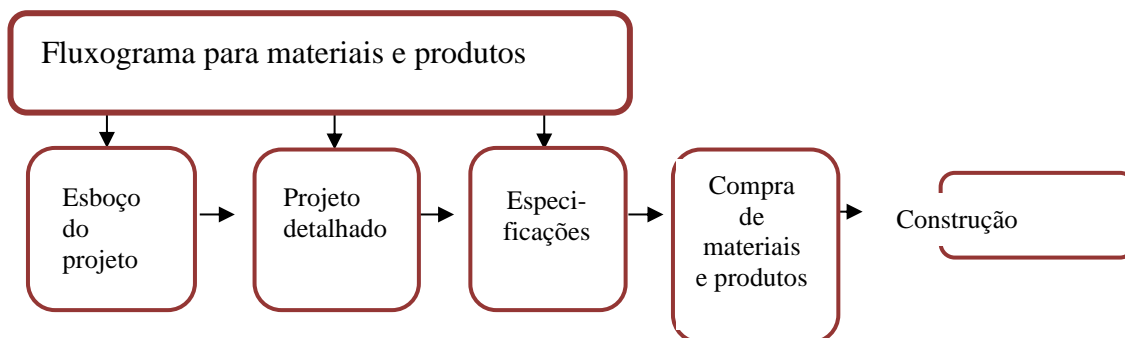 Fluxograma para materiais e produtos
Esboço
do
projeto
Projeto
detalhado
Especi-
ficações
Compra
de
materiais
e produtos
Construção